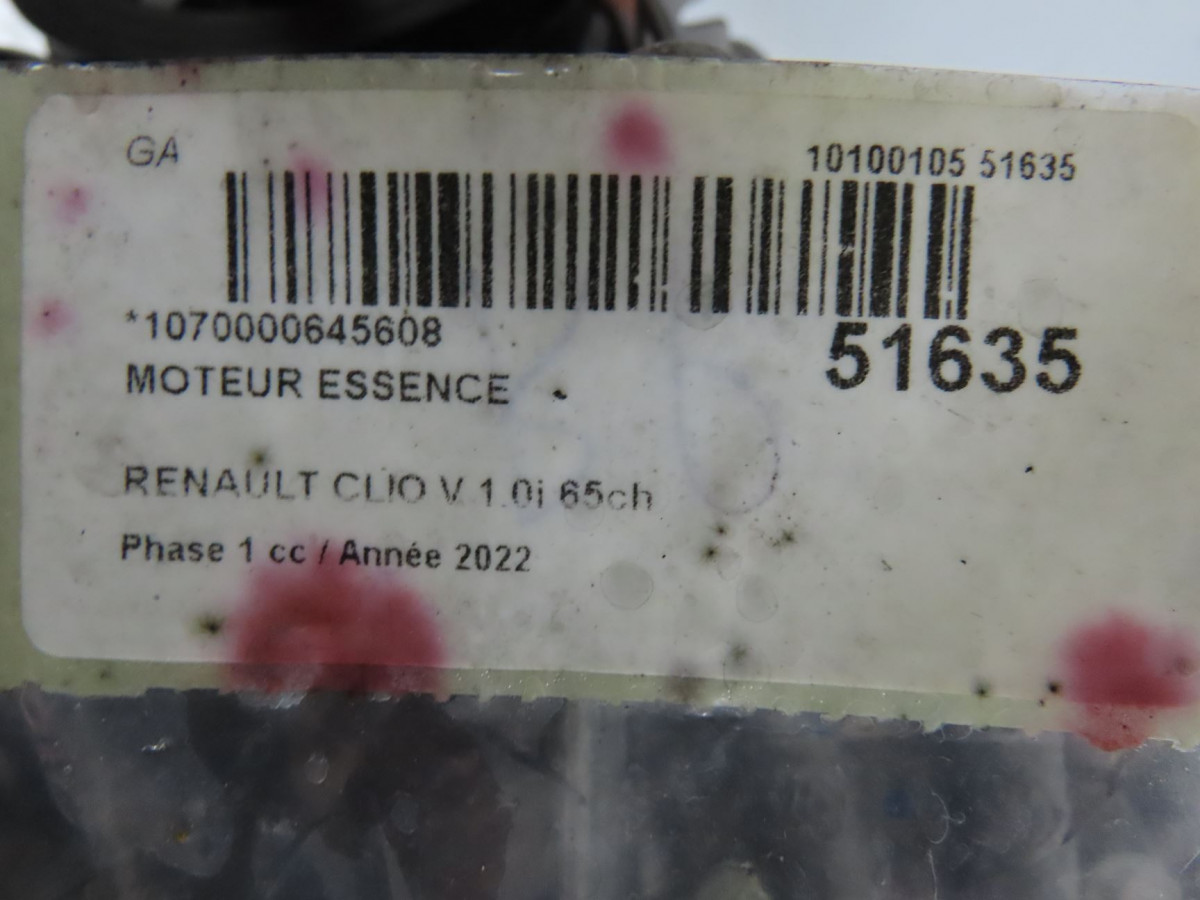 GA
10100105 51635
*1070000645608
51635
MOTEUR ESSENCE
RENAULT CLIO V 1.0i 65ch
Phase 1 cc / Année 2022